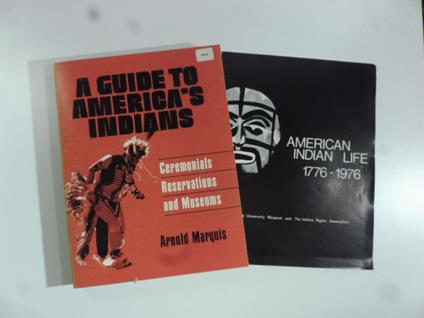 A GUIDE TO
AMERICA'S
INDIANS
Ceremonials
Reservations
and Museums
Arnold Marquis
AMERICAN
INDIAN LIFE
1776-1976
University Museum and The Indians Rights Association